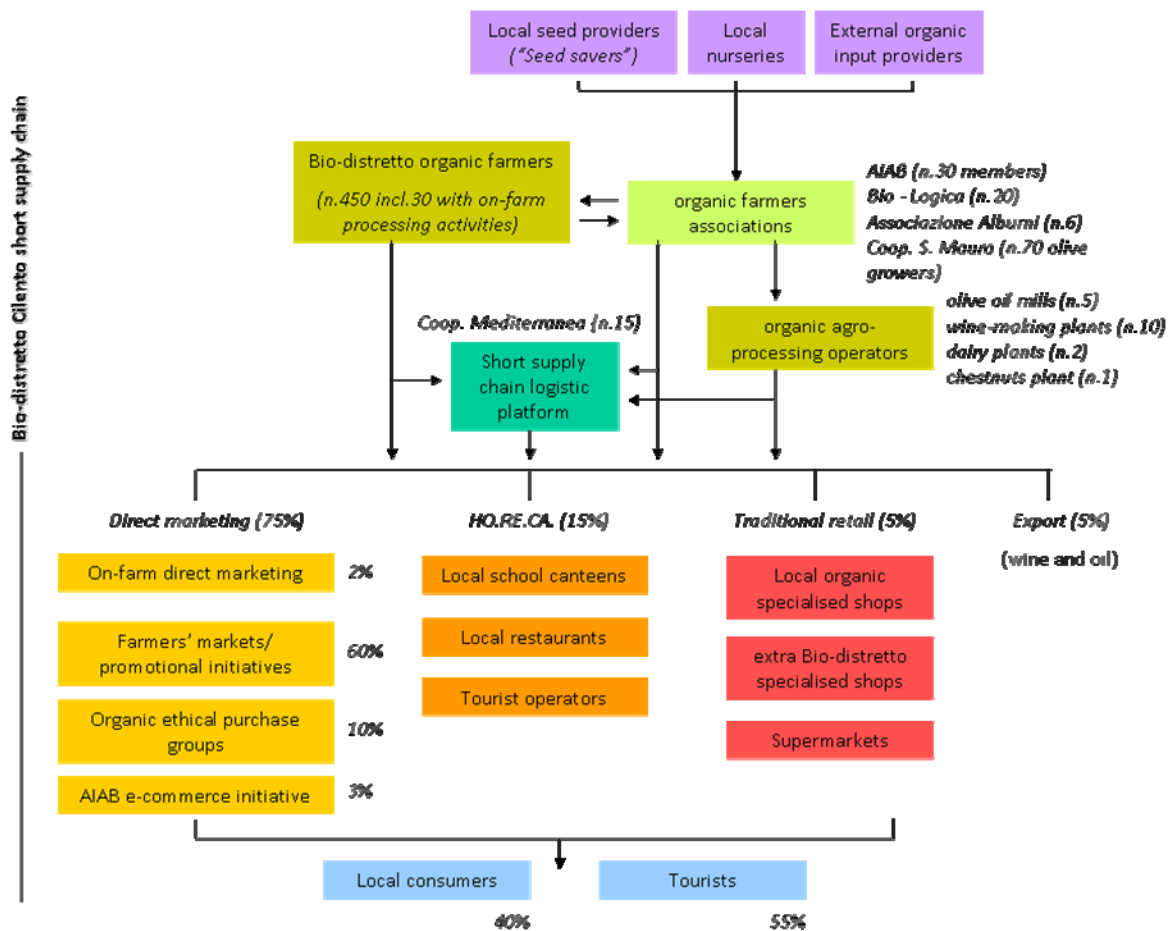 Local seed providers
("Seed savers")
Local
nurseries
External organic
input providers
Bio-distretto Cilento short supply chain
Bio-distretto organic farmers
(n.450 incl.30 with on-farm
processing activities)
organic farmers
associations
AIAB (n.30 members)
Bio - Logica (n.20)
Associazione Alburni (n.6)
Coop. S. Mauro (n.70 olive
growers)
Coop. Mediterranea (n.15)
Short supply
chain logistic
platform
organic agro-
processing operators
olive oil mills (n.5)
wine-making plants (n.10)
dairy plants (n.2)
chestnuts plant (n.1)
Direct marketing (75%)
HO.RE.CA. (15%)
Traditional retail (5%)
Export (5%)
(wine and oil)
On-farm direct marketing
2%
Farmers' markets/
promotional initiatives
60%
Organic ethical purchase
groups
10%
AIAB e-commerce initiative
3%
Local school canteens
Local restaurants
Tourist operators
Local organic
specialised shops
extra Bio-distretto
specialised shops
Supermarkets
Local consumers
40%
Tourists
55%